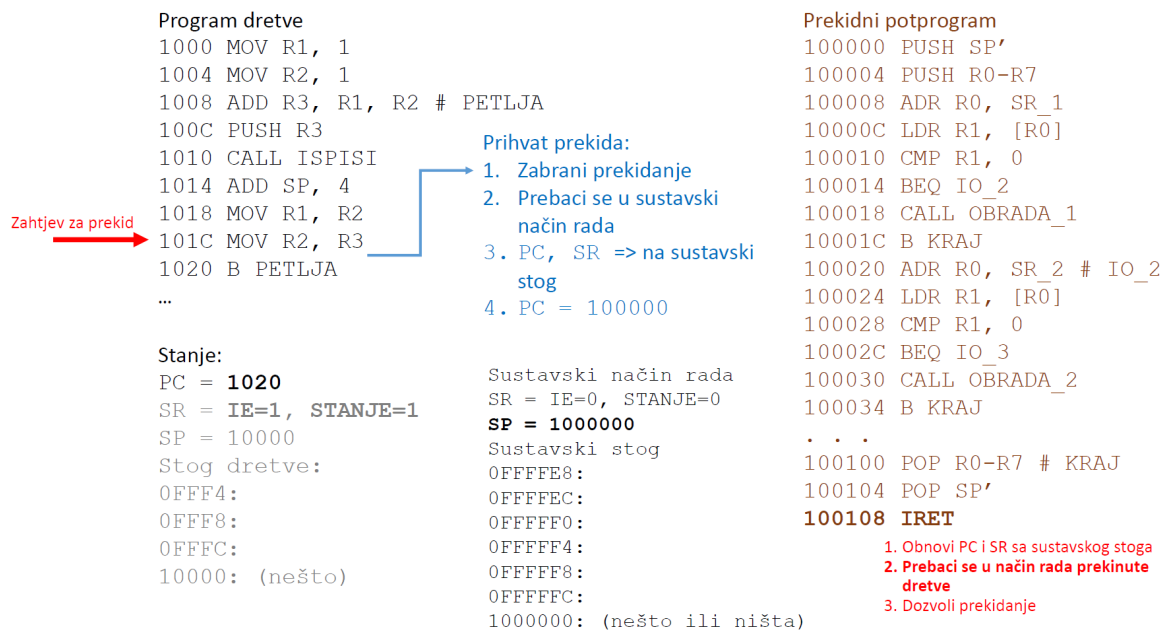 Program dretve
1000 MOV R1, 1
1004 MOV R2, 1
1008 ADD R3, R1, R2 # PETLJA
100C PUSH R3
1010 CALL ISPISI
1014 ADD SP, 4
1018 MOV R1, R2
101C MOV R2, R3
1020 B PETLJA
…
Zahtjev za prekid
Prihvat prekida:
1. Zabrani prekidanje
2. Prebaci se u sustavski
način rada
3. PC, SR => na sustavski
stog
4. PC = 100000
Stanje:
PC = 1020
SR = IE=1, STANJE=1
SP = 10000
Stog dretve:
0FFF4:
0FFF8:
0FFFC:
10000: (nešto)
Sustavski način rada
SR = IE=0, STANJE=0
SP = 1000000
Sustavski stog
0FFFFE8:
0FFFFEC:
0FFFFF0:
0FFFFF4:
0FFFFF8:
0FFFFFC:
1000000: (nešto ili ništa)
Prekidni potprogram
100000 PUSH SP’
100004 PUSH R0-R7
100008 ADR R0, SR_1
10000C LDR R1, [R0]
100010 CMP R1, 0
100014 BEQ IO_2
100018 CALL OBRADA_1
10001C B KRAJ
100020 ADR R0, SR_2 # IO_2
100024 LDR R1, [R0]
100028 CMP R1, 0
10002C BEQ IO_3
100030 CALL OBRADA_2
100034 B KRAJ
. . .
100100 POP R0-R7 # KRAJ
100104 POP SP’
100108 IRET
1. Obnovi PC i SR sa sustavskog stoga
2. Prebaci se u način rada prekinute
dretve
3. Dozvoli prekidanje